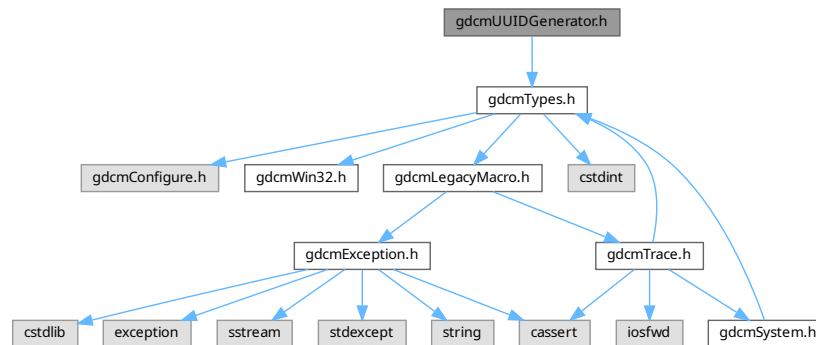 gdcmUUIDGenerator.h
gdcmTypes.h
gdcmConfigure.h
gdcmWin32.h
gdcmLegacyMacro.h
cstdint
gdcmException.h
gdcmTrace.h
cstdlib
exception
sstream
stdexcept
string
cassert
iosfwd
gdcmSystem.h